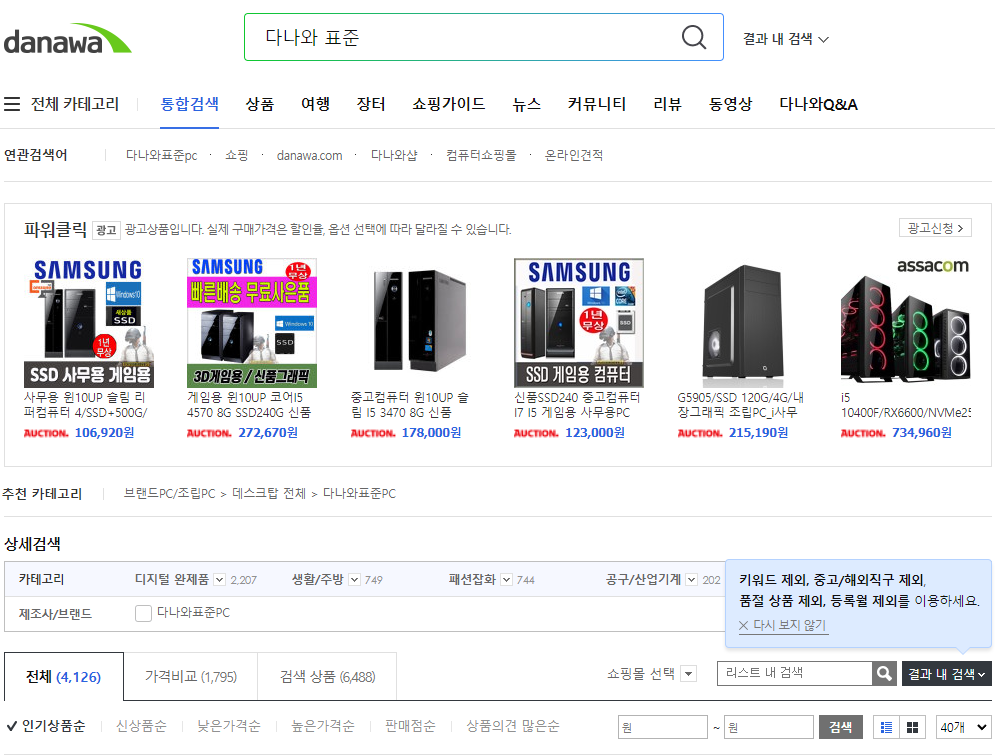 danawa
다나와 표준
결과 내 검색
전체 카테고리
통합검색 상품 여행 장터 쇼핑가이드 뉴스 커뮤니티 리뷰 동영상 다나와Q&A
연관검색어
다나와표준pc · 쇼핑 · danawa.com · 다나와샵 · 컴퓨터쇼핑몰 · 온라인견적
파워클릭 광고 광고상품입니다. 실제 구매가격은 할인율, 옵션 선택에 따라 달라질 수 있습니다.
광고신청 >
SAMSUNG
Windows10
새상품
SSD
1년
무상
SSD 사무용 게임용
사무용 윈10UP 슬림 리
퍼컴퓨터 4/SSD+500G/
AUCTION. 106,920원
SAMSUNG
1년
무상
빠른배송 무료사은품
Windows 10
SSD
3D게임용 / 신품그래픽
게임용 윈10UP 코어I5
4570 8G SSD240G 신품
AUCTION. 272,670원
중고컴퓨터 윈10UP 슬
림 I5 3470 8G 신품
AUCTION. 178,000원
SAMSUNG
Windows 10
CORE
1년
무상
SSD
SSD 게임용 컴퓨터
신품SSD240 중고컴퓨터
I7 I5 게임용 사무용PC
AUCTION. 123,000원
G5905/SSD 120G/4G/내
장그래픽 조립PC_i사무
AUCTION. 215,190원
assacom
i5
10400F/RX6600/NVMe25
AUCTION. 734,960원
추천 카테고리
브랜드PC/조립PC > 데스크탑 전체 > 다나와표준PC
상세검색
카테고리 디지털 완제품 2,207 생활/주방 749 패션잡화 744 공구/산업기계 202
제조사/브랜드 다나와표준PC
키워드 제외, 중고/해외직구 제외,
품절 상품 제외, 등록월 제외를 이용하세요.
× 다시 보지 않기
전체 (4,126) 가격비교 (1,795) 검색 상품 (6,488)
쇼핑몰 선택 리스트 내 검색 결과 내 검색
인기상품순 신상품순 낮은가격순 높은가격순 판매점순 상품의견 많은순
원 ~ 원 검색 40개